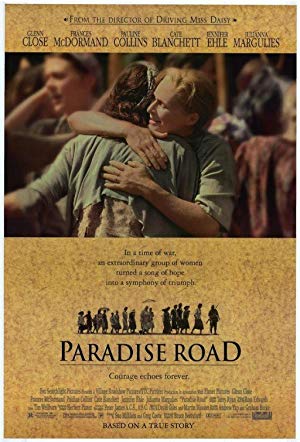 FROM THE DIRECTOR OF DRIVING MISS DAISY
GLENN FRANCES PAULINE CATE JENNIFER JULIANNA
CLOSE McDORMAND COLLINS BLANCHETT EHLE MARGULIES
In a time of war,
an extraordinary group of women
turned a song of hope
into a symphony of triumph.
PARADISE ROAD
Courage echoes forever.
BASED ON A TRUE STORY